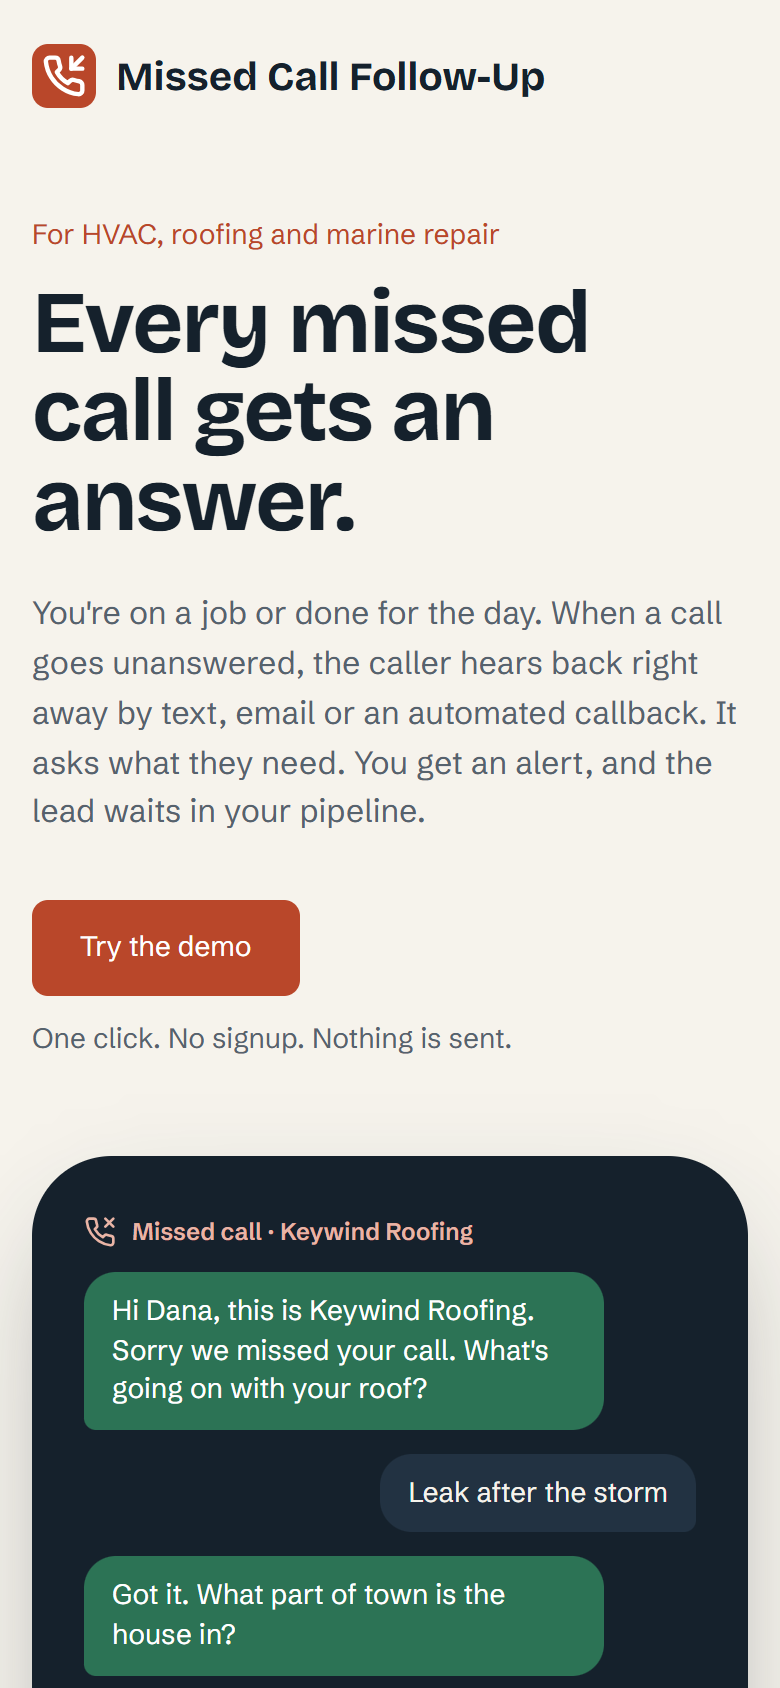 Missed Call Follow-Up
For HVAC, roofing and marine repair
Every missed
call gets an
answer.
You're on a job or done for the day. When a call
goes unanswered, the caller hears back right
away by text, email or an automated callback. It
asks what they need. You get an alert, and the
lead waits in your pipeline.
Try the demo
One click. No signup. Nothing is sent.
Missed call · Keywind Roofing
Hi Dana, this is Keywind Roofing.
Sorry we missed your call. What's
going on with your roof?
Leak after the storm
Got it. What part of town is the
house in?